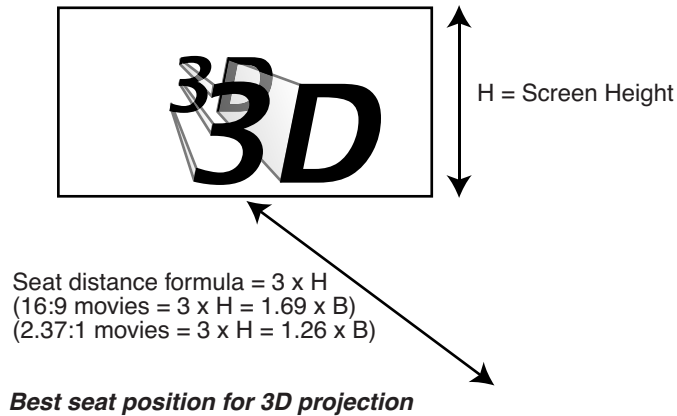 3D
3D
H = Screen Height
Seat distance formula = 3 x H
(16:9 movies = 3 x H = 1.69 x B)
(2.37:1 movies = 3 x H = 1.26 x B)
Best seat position for 3D projection